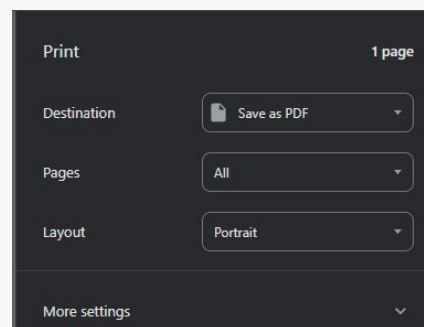 Print 1 page
Destination Save as PDF
Pages All
Layout Portrait
More settings